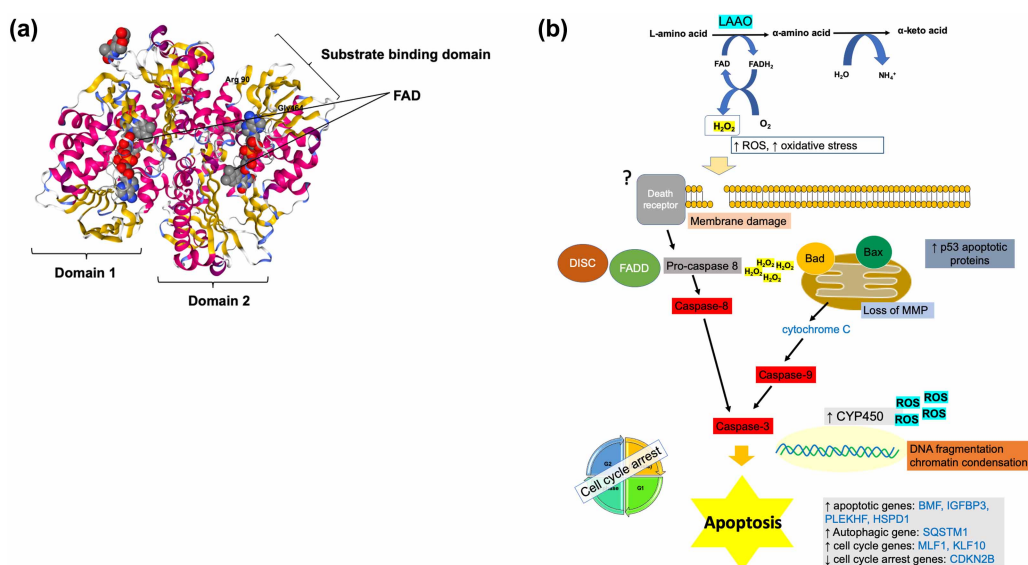 (a)
Substrate binding domain
Arg 90
Gly464
FAD
Domain 1
Domain 2
(b)
LAAO
L-amino acid
α-amino acid
α-keto acid
FAD
FADH₂
H₂O
NH₄⁺
H₂O₂
O₂
↑ ROS, ↑ oxidative stress
?
Death
receptor
Membrane damage
DISC
FADD
Pro-caspase 8
H₂O₂
H₂O₂
H₂O₂
H₂O₂
Bad
Bax
↑ p53 apoptotic
proteins
Loss of MMP
Caspase-8
cytochrome C
Caspase-9
Caspase-3
↑ CYP450
ROS
ROS
ROS
ROS
DNA fragmentation
chromatin condensation
G2
Cell cycle arrest
G1
Apoptosis
↑ apoptotic genes: BMF, IGFBP3,
PLEKHF, HSPD1
↑ Autophagic gene: SQSTM1
↑ cell cycle genes: MLF1, KLF10
↓ cell cycle arrest genes: CDKN2B